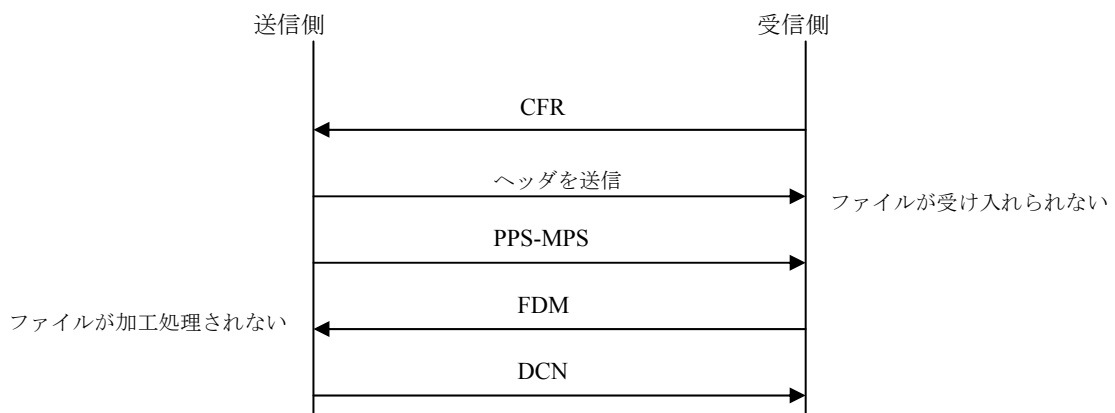 送信側
受信側
CFR
ヘッダを送信
ファイルが受け入れられない
PPS-MPS
FDM
ファイルが加工処理されない
DCN